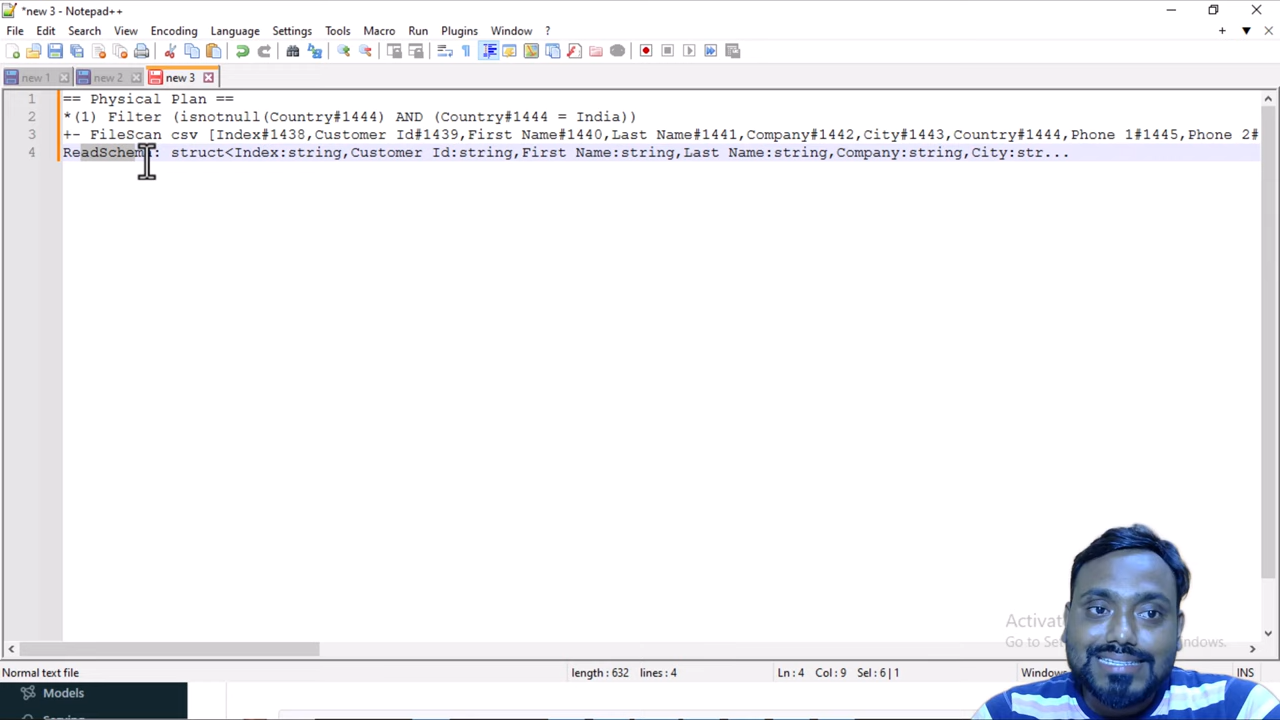 *new 3 - Notepad++
File Edit Search View Encoding Language Settings Tools Macro Run Plugins Window ?
new 1 new 2 new 3
1 == Physical Plan ==
2 *(1) Filter (isnotnull(Country#1444) AND (Country#1444 = India))
3 +- FileScan csv [Index#1438,Customer Id#1439,First Name#1440,Last Name#1441,Company#1442,City#1443,Country#1444,Phone 1#1445,Phone 2#
4 ReadSchema: struct<Index:string,Customer Id:string,First Name:string,Last Name:string,Company:string,City:str...
Normal text file length : 632 lines : 4 Ln : 4 Col : 9 Sel : 6 | 1 INS
Models